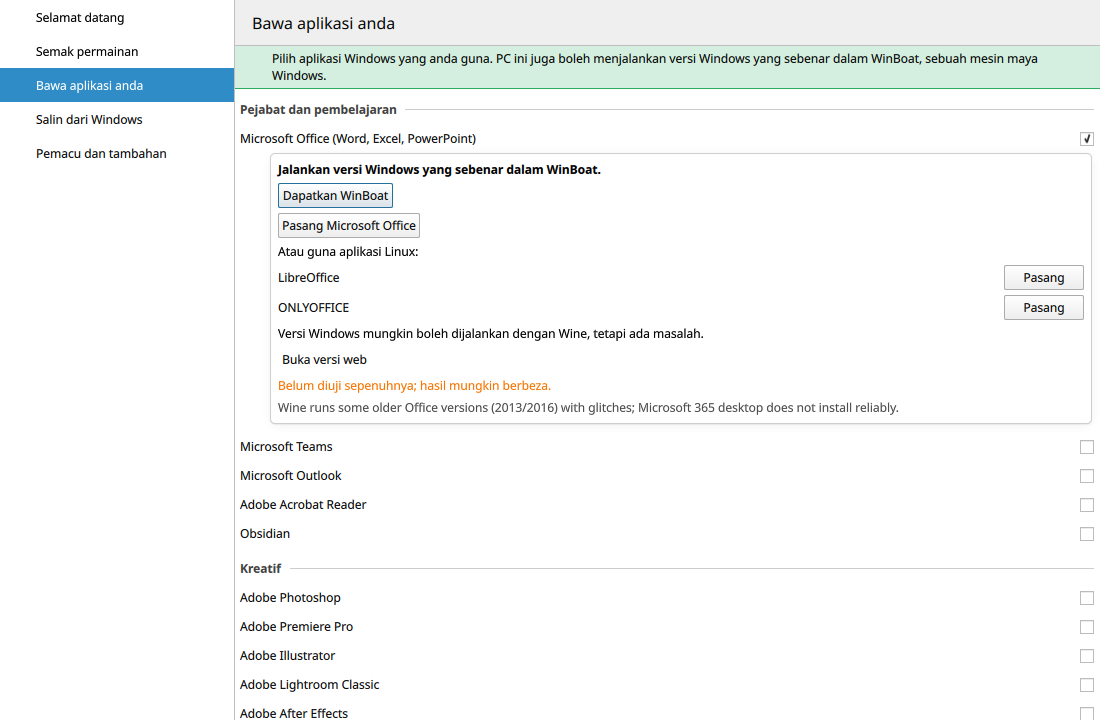 Selamat datang
Semak permainan
Bawa aplikasi anda
Salin dari Windows
Pemacu dan tambahan
Bawa aplikasi anda
Pilih aplikasi Windows yang anda guna. PC ini juga boleh menjalankan versi Windows yang sebenar dalam WinBoat, sebuah mesin maya
Windows.
Pejabat dan pembelajaran
Microsoft Office (Word, Excel, PowerPoint)
Jalankan versi Windows yang sebenar dalam WinBoat.
Dapatkan WinBoat
Pasang Microsoft Office
Atau guna aplikasi Linux:
LibreOffice Pasang
ONLYOFFICE Pasang
Versi Windows mungkin boleh dijalankan dengan Wine, tetapi ada masalah.
Buka versi web
Belum diuji sepenuhnya; hasil mungkin berbeza.
Wine runs some older Office versions (2013/2016) with glitches; Microsoft 365 desktop does not install reliably.
Microsoft Teams
Microsoft Outlook
Adobe Acrobat Reader
Obsidian
Kreatif
Adobe Photoshop
Adobe Premiere Pro
Adobe Illustrator
Adobe Lightroom Classic
Adobe After Effects